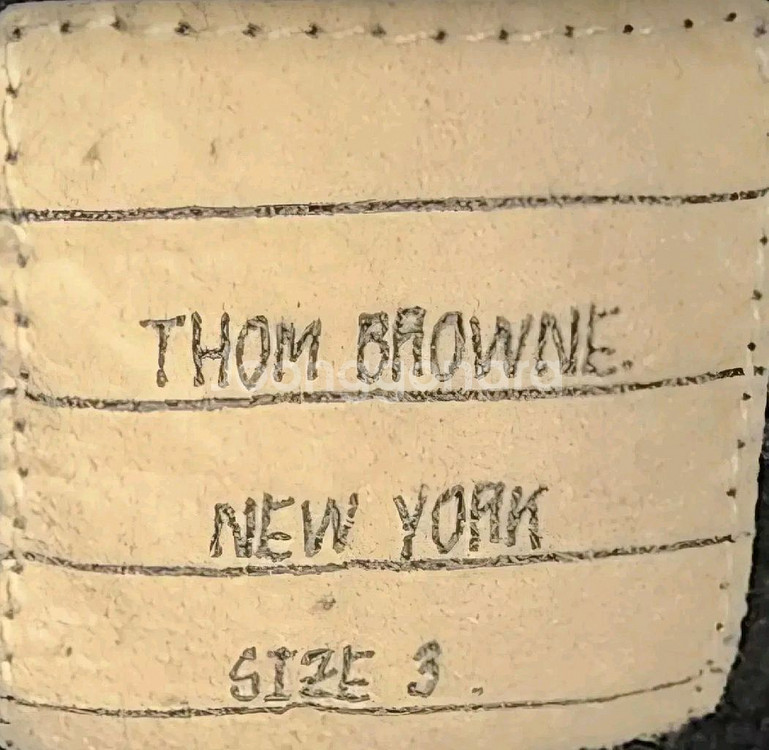 THOM BROWNE.
NEW YORK
SIZE 3.